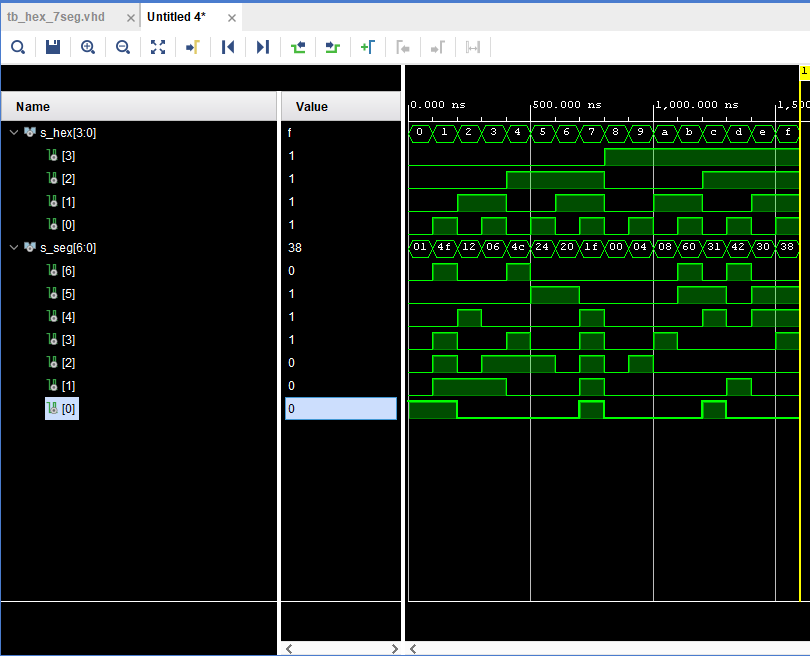 tb_hex_7seg.vhd × Untitled 4* ×
1
Name Value
0.000 ns 500.000 ns 1,000.000 ns 1,500
s_hex[3:0] f 0 1 2 3 4 5 6 7 8 9 a b c d e f
[3] 1
[2] 1
[1] 1
[0] 1
s_seg[6:0] 38 01 4f 12 06 4c 24 20 1f 00 04 08 60 31 42 30 38
[6] 0
[5] 1
[4] 1
[3] 1
[2] 0
[1] 0
[0] 0